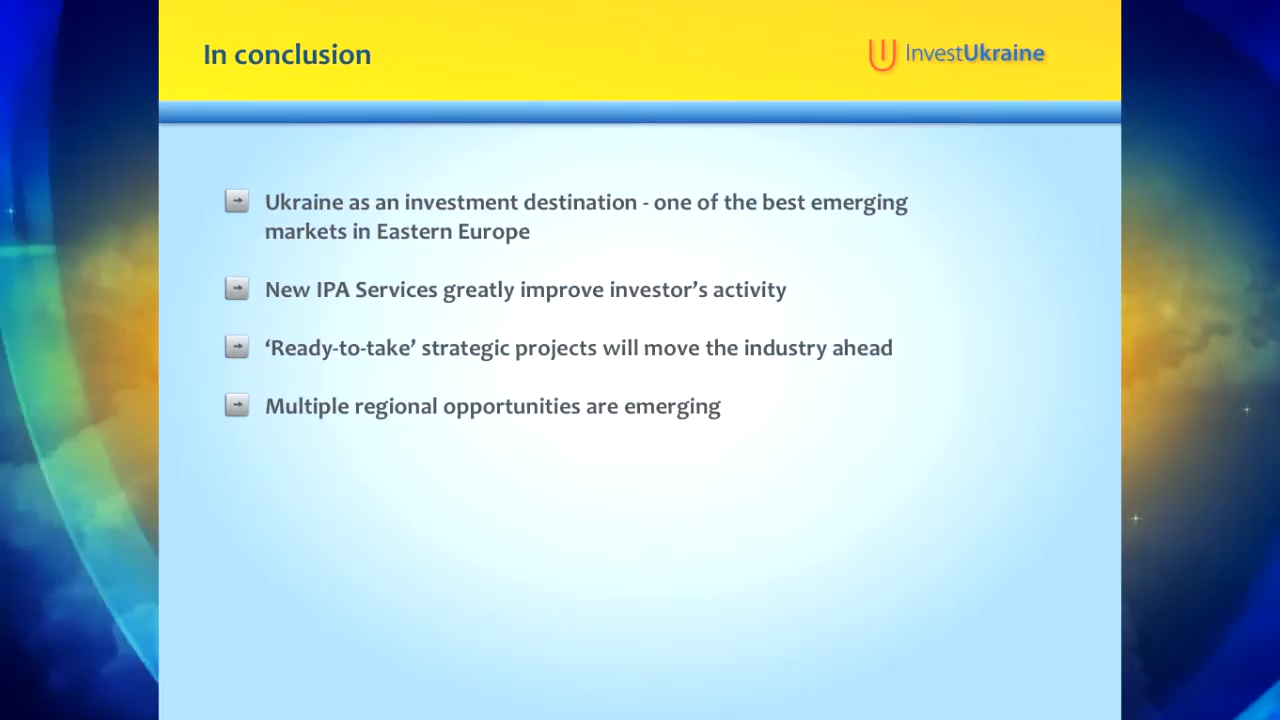 In conclusion
InvestUkraine
Ukraine as an investment destination - one of the best emerging
markets in Eastern Europe
New IPA Services greatly improve investor’s activity
‘Ready-to-take’ strategic projects will move the industry ahead
Multiple regional opportunities are emerging